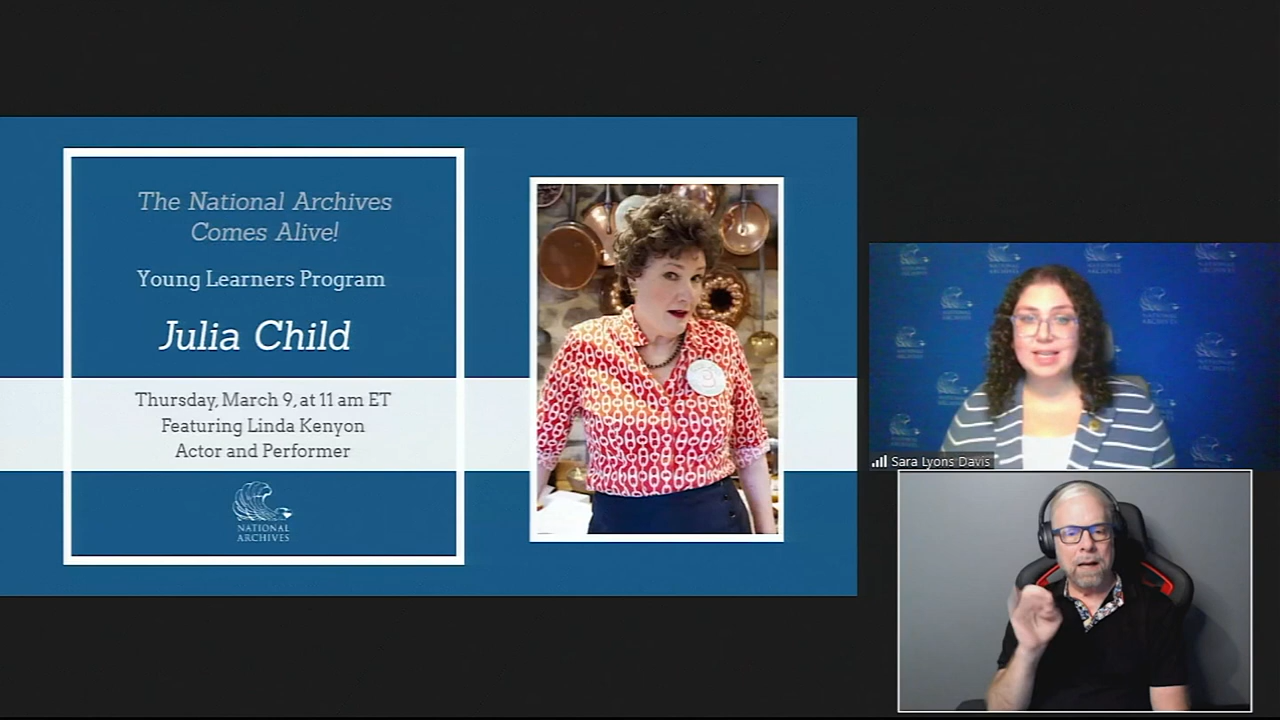 The National Archives
Comes Alive!
Young Learners Program
Julia Child
Thursday, March 9, at 11 am ET
Featuring Linda Kenyon
Actor and Performer
NATIONAL
ARCHIVES
Sara Lyons Davis